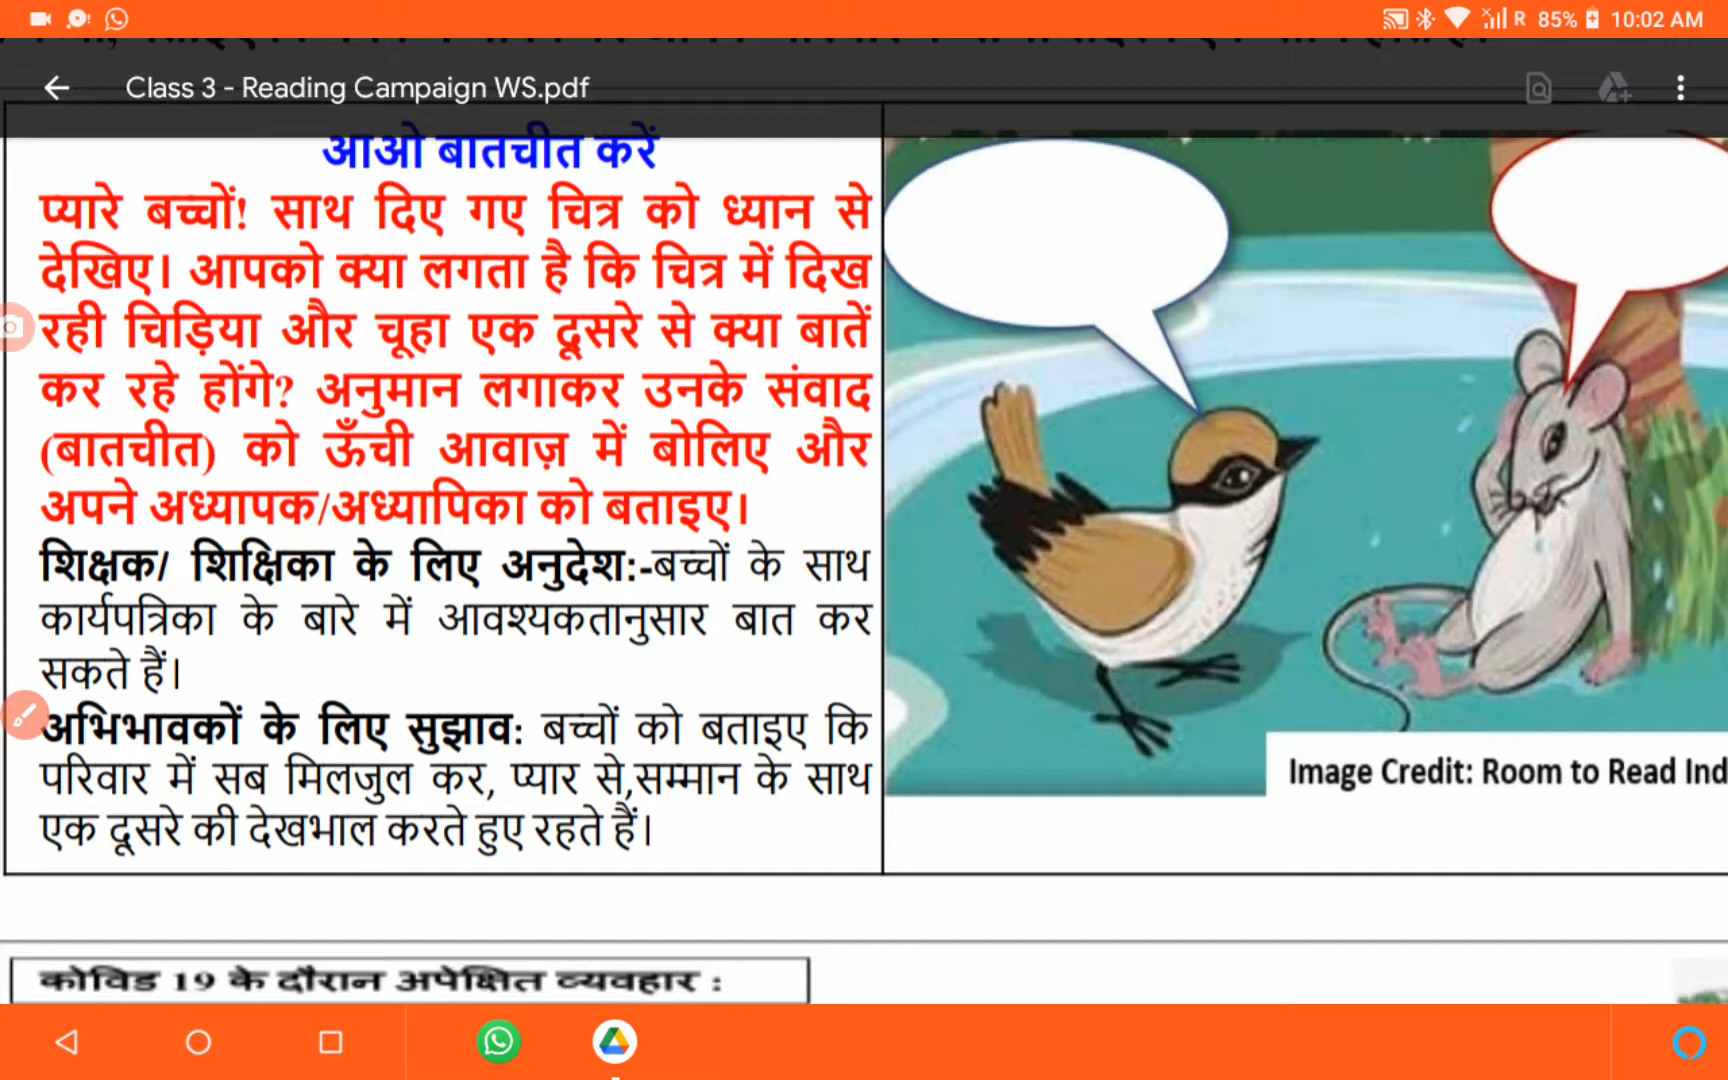 R 85% 10:02 AM
Class 3 - Reading Campaign WS.pdf
आओ बातचीत करें
प्यारे बच्चों! साथ दिए गए चित्र को ध्यान से
देखिए। आपको क्या लगता है कि चित्र में दिख
रही चिड़िया और चूहा एक दूसरे से क्या बातें
कर रहे होंगे? अनुमान लगाकर उनके संवाद
(बातचीत) को ऊँची आवाज़ में बोलिए और
अपने अध्यापक/अध्यापिका को बताइए।
शिक्षक/ शिक्षिका के लिए अनुदेश:-बच्चों के साथ
कार्यपत्रिका के बारे में आवश्यकतानुसार बात कर
सकते हैं।
अभिभावकों के लिए सुझाव: बच्चों को बताइए कि
परिवार में सब मिलजुल कर, प्यार से,सम्मान के साथ
एक दूसरे की देखभाल करते हुए रहते हैं।
Image Credit: Room to Read Ind
कोविड 19 के दौरान अपेक्षित व्यवहार :